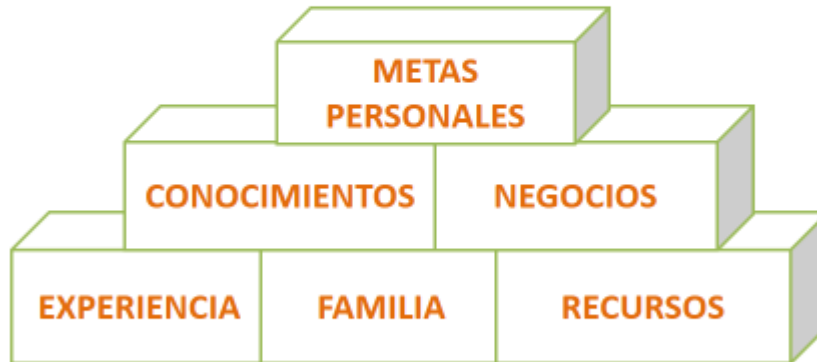 METAS
PERSONALES
CONOCIMIENTOS
NEGOCIOS
EXPERIENCIA
FAMILIA
RECURSOS